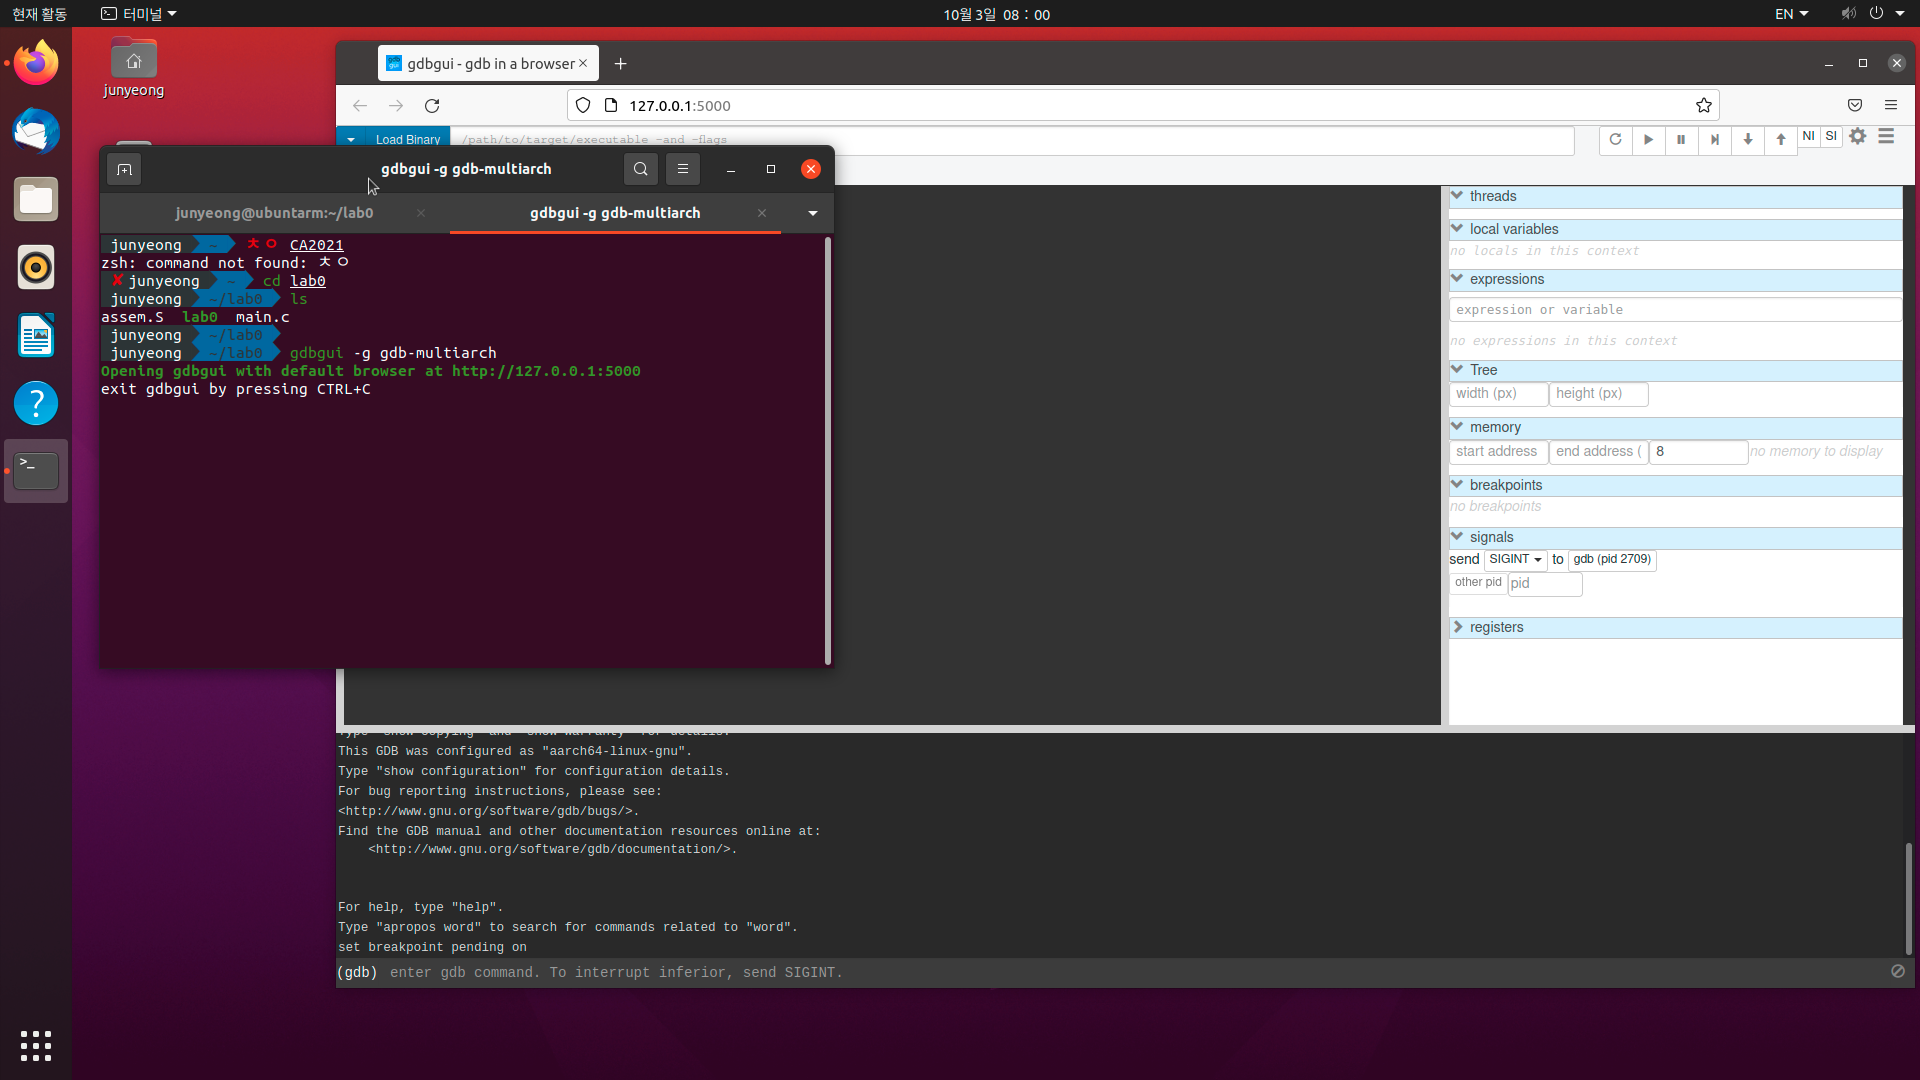 현재 활동
터미널
10월 3일 08 : 00
EN
junyeong
gdbgui - gdb in a browser
127.0.0.1:5000
Load Binary
/path/to/target/executable -and -flags
NI
SI
gdbgui -g gdb-multiarch
junyeong@ubuntarm:~/lab0
gdbgui -g gdb-multiarch
junyeong ~ ㅊㅇ CA2021
zsh: command not found: ㅊㅇ
✘ junyeong ~ cd lab0
junyeong ~/lab0 ls
assem.S lab0 main.c
junyeong ~/lab0
junyeong ~/lab0 gdbgui -g gdb-multiarch
Opening gdbgui with default browser at http://127.0.0.1:5000
exit gdbgui by pressing CTRL+C
threads
local variables
no locals in this context
expressions
expression or variable
no expressions in this context
Tree
width (px)
height (px)
memory
start address
end address (
8
no memory to display
breakpoints
no breakpoints
signals
send SIGINT to gdb (pid 2709)
other pid
pid
registers
Type "show copying" and "show warranty" for details.
This GDB was configured as "aarch64-linux-gnu".
Type "show configuration" for configuration details.
For bug reporting instructions, please see:
<http://www.gnu.org/software/gdb/bugs/>.
Find the GDB manual and other documentation resources online at:
<http://www.gnu.org/software/gdb/documentation/>.
For help, type "help".
Type "apropos word" to search for commands related to "word".
set breakpoint pending on
(gdb) enter gdb command. To interrupt inferior, send SIGINT.